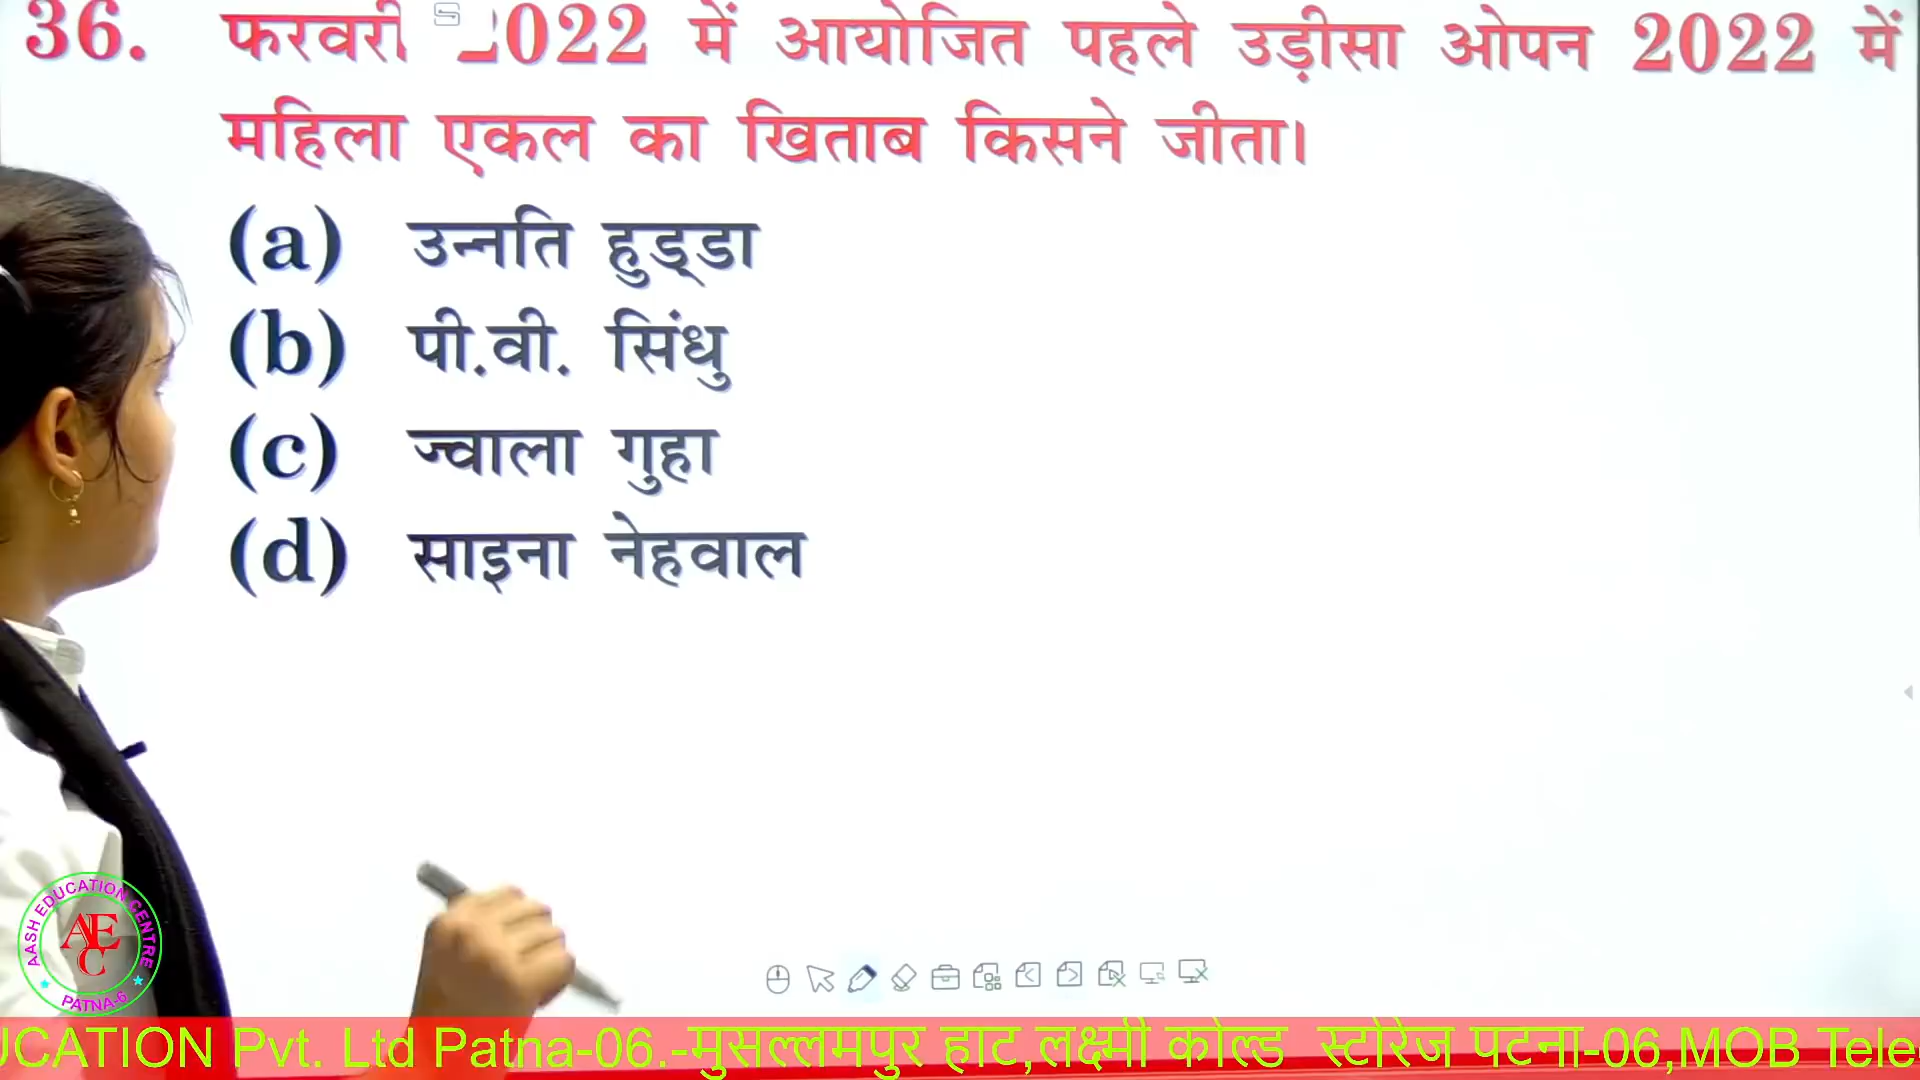 36. फरवरी 2022 में आयोजित पहले उड़ीसा ओपन 2022 में
महिला एकल का खिताब किसने जीता।
(a) उन्नति हुड्डा
(b) पी.वी. सिंधु
(c) ज्वाला गुहा
(d) साइना नेहवाल
AASH EDUCATION CENTRE
AEC
PATNA-6
UCATION Pvt. Ltd Patna-06.-मुसल्लमपुर हाट,लक्ष्मी कोल्ड स्टोरेज पटना-06,MOB Tele